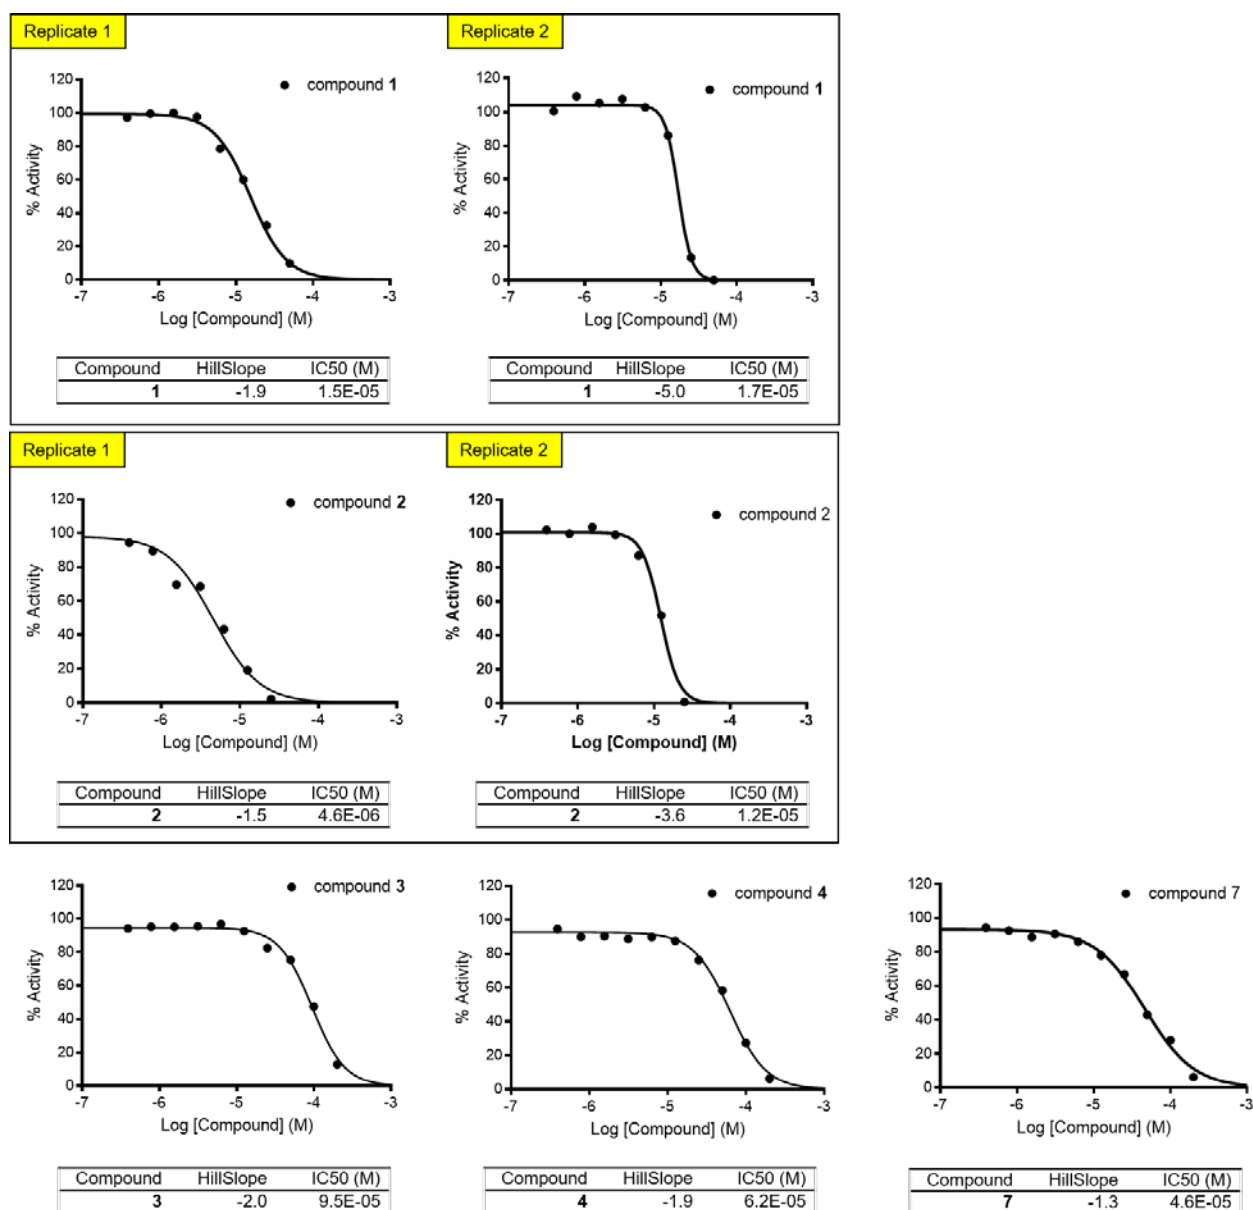 Replicate 1
Replicate 2
compound 1
120
100
80
60
40
20
0
% Activity
-7 -6 -5 -4 -3
Log [Compound] (M)
compound 1
120
100
80
60
40
20
0
% Activity
-7 -6 -5 -4 -3
Log [Compound] (M)
Compound HillSlope IC50 (M)
1 -1.9 1.5E-05
Compound HillSlope IC50 (M)
1 -5.0 1.7E-05
Replicate 1
Replicate 2
compound 2
120
100
80
60
40
20
0
% Activity
-7 -6 -5 -4 -3
Log [Compound] (M)
compound 2
120
100
80
60
40
20
0
% Activity
-7 -6 -5 -4 -3
Log [Compound] (M)
Compound HillSlope IC50 (M)
2 -1.5 4.6E-06
Compound HillSlope IC50 (M)
2 -3.6 1.2E-05
compound 3
120
100
80
60
40
20
0
% Activity
-7 -6 -5 -4 -3
Log [Compound] (M)
compound 4
120
100
80
60
40
20
0
% Activity
-7 -6 -5 -4 -3
Log [Compound] (M)
compound 7
120
100
80
60
40
20
0
% Activity
-7 -6 -5 -4 -3
Log [Compound] (M)
Compound HillSlope IC50 (M)
3 -2.0 9.5E-05
Compound HillSlope IC50 (M)
4 -1.9 6.2E-05
Compound HillSlope IC50 (M)
7 -1.3 4.6E-05